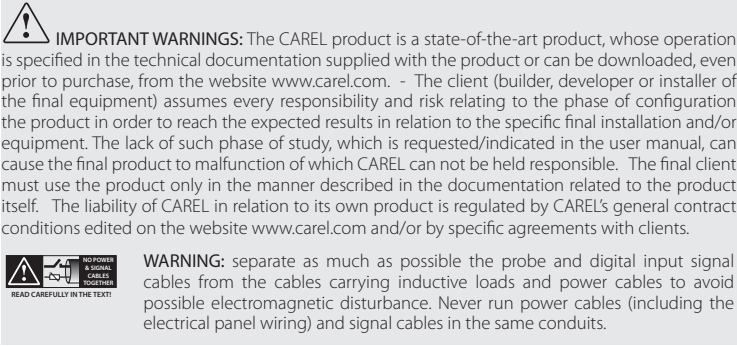 IMPORTANT WARNINGS: The CAREL product is a state-of-the-art product, whose operation
is specified in the technical documentation supplied with the product or can be downloaded, even
prior to purchase, from the website www.carel.com. - The client (builder, developer or installer of
the final equipment) assumes every responsibility and risk relating to the phase of configuration
the product in order to reach the expected results in relation to the specific final installation and/or
equipment. The lack of such phase of study, which is requested/indicated in the user manual, can
cause the final product to malfunction of which CAREL can not be held responsible. The final client
must use the product only in the manner described in the documentation related to the product
itself. The liability of CAREL in relation to its own product is regulated by CAREL's general contract
conditions edited on the website www.carel.com and/or by specific agreements with clients.
NO POWER
& SIGNAL
CABLES
TOGETHER
READ CAREFULLY IN THE TEXT!
WARNING: separate as much as possible the probe and digital input signal
cables from the cables carrying inductive loads and power cables to avoid
possible electromagnetic disturbance. Never run power cables (including the
electrical panel wiring) and signal cables in the same conduits.